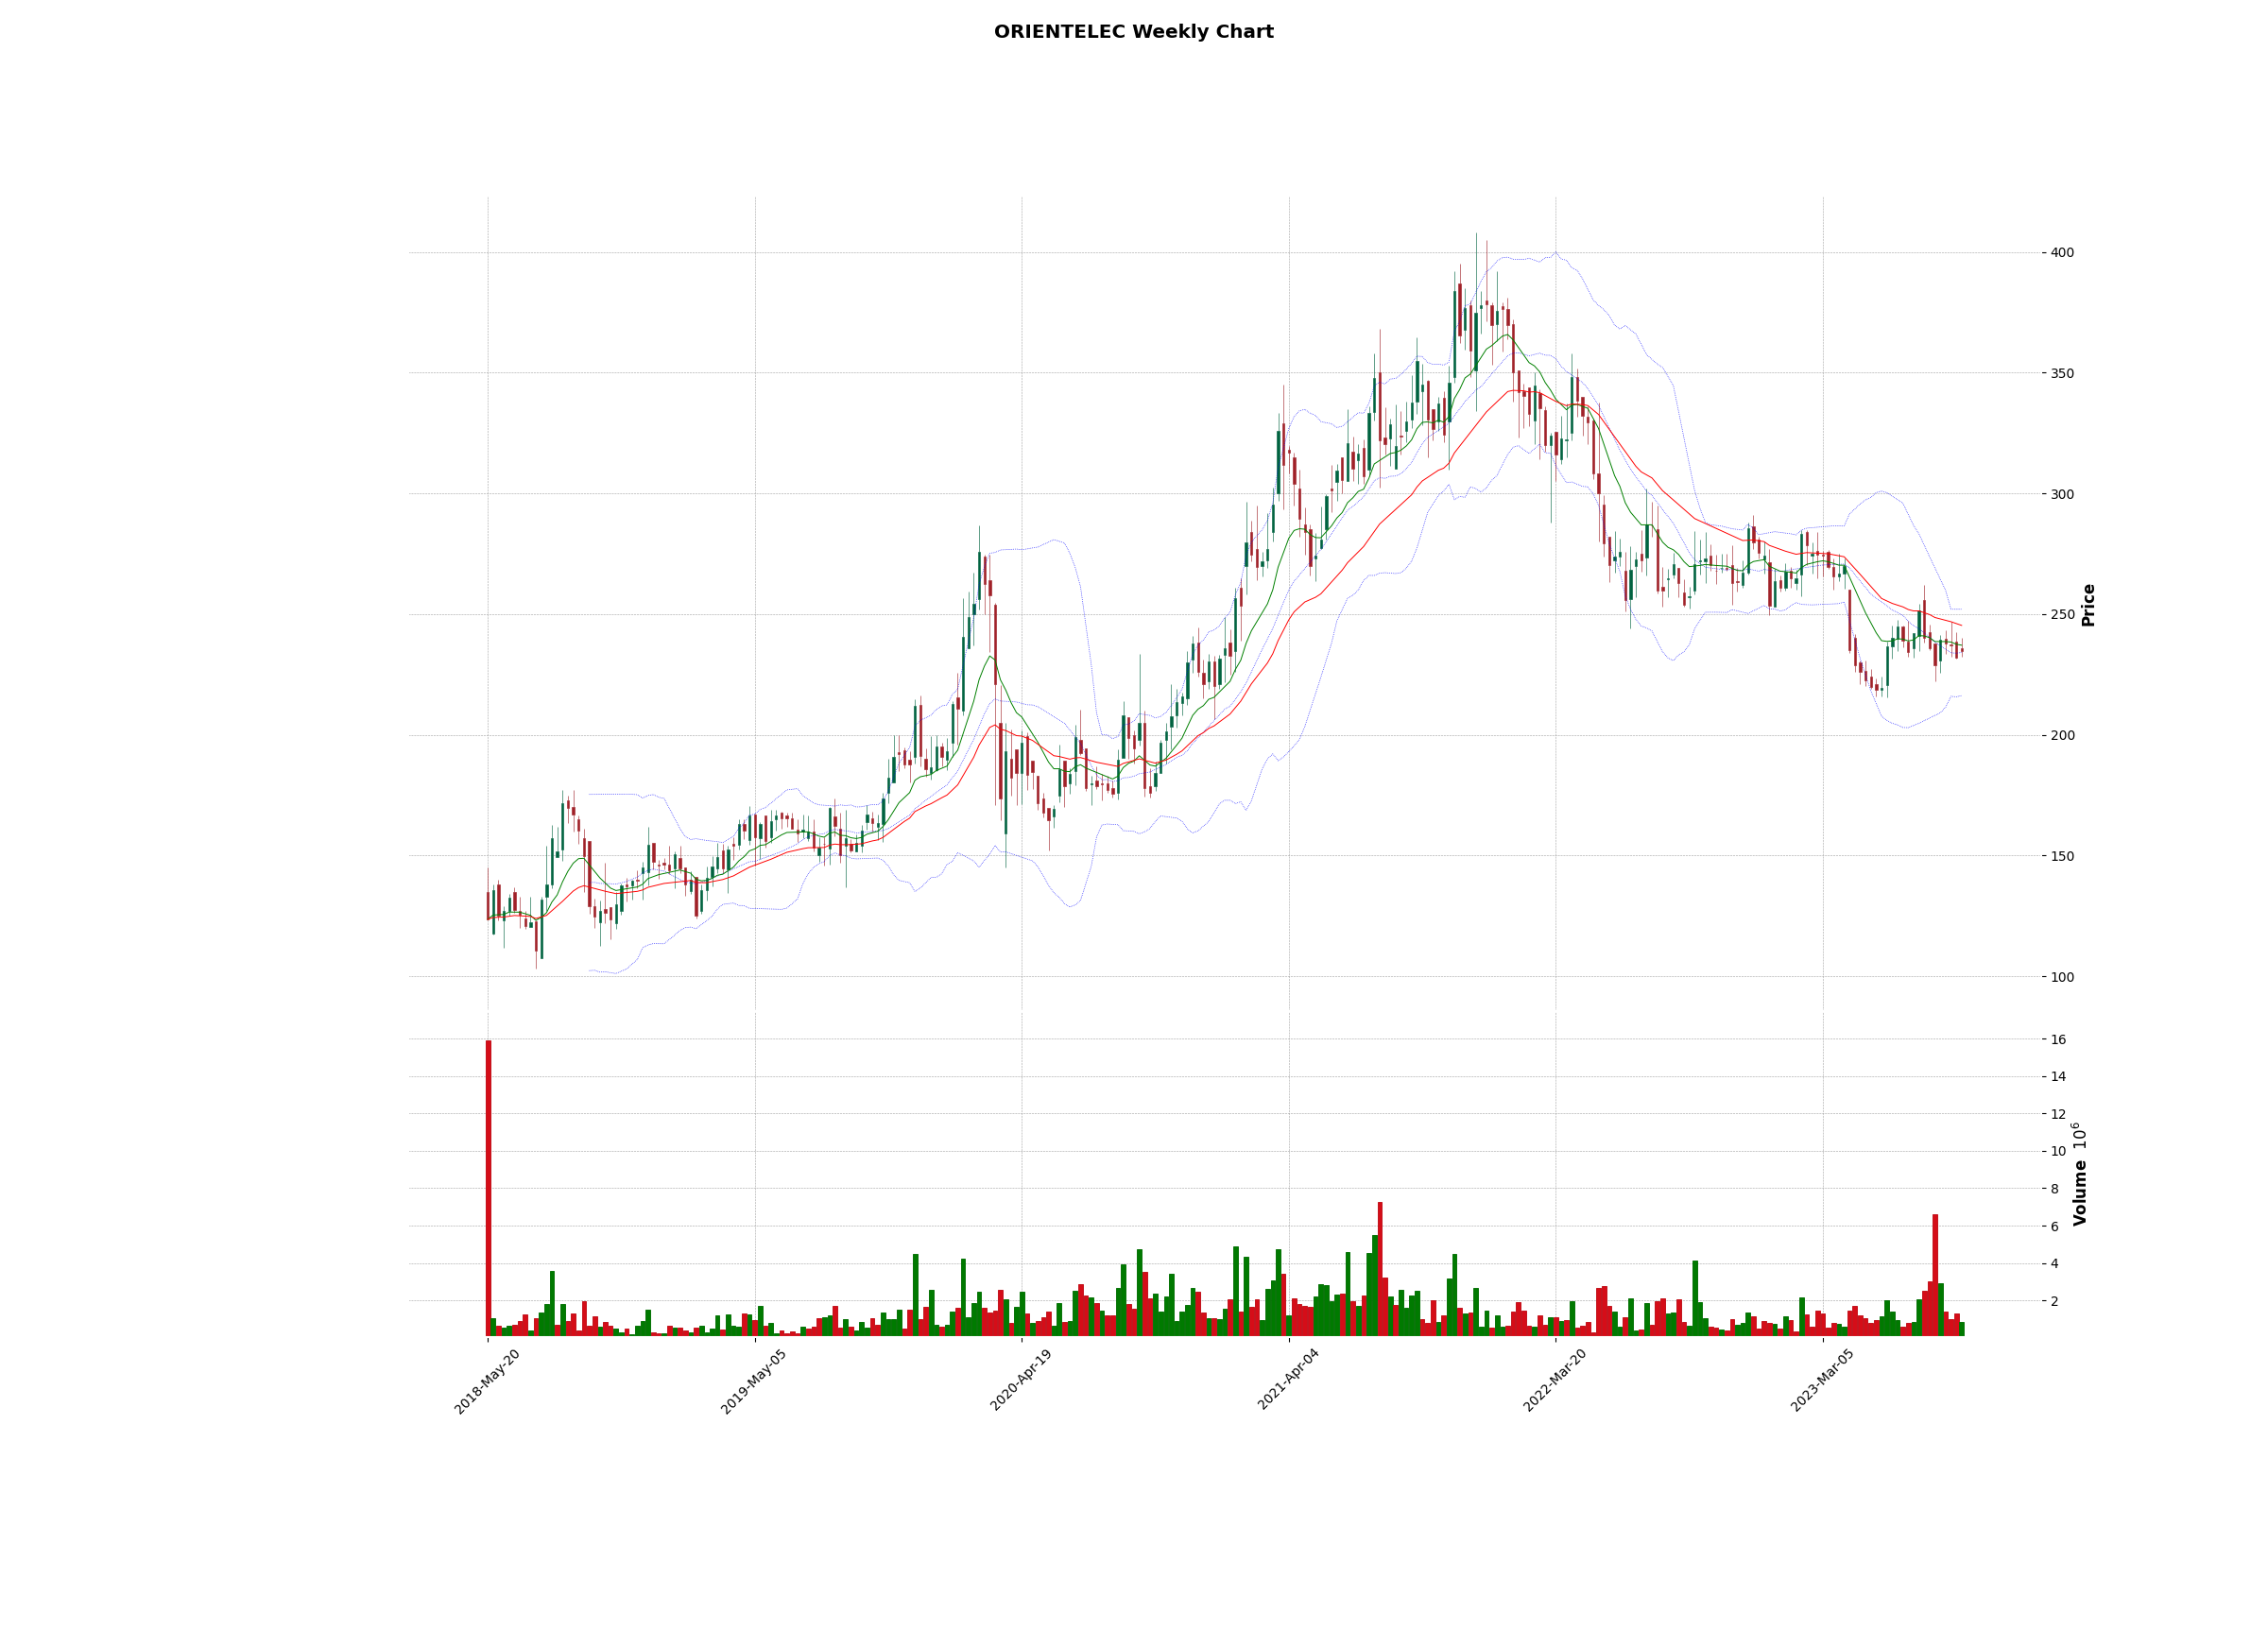 ORIENTELEC Weekly Chart
400
350
300
250
200
150
100
Price
16
14
12
10
8
6
4
2
Volume 10^6
2018-May-20
2019-May-05
2020-Apr-19
2021-Apr-04
2022-Mar-20
2023-Mar-05